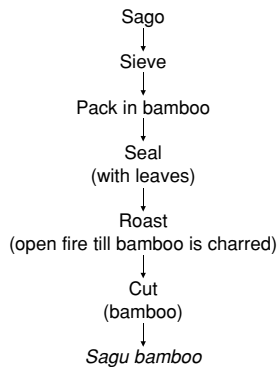 Sago
Sieve
Pack in bamboo
Seal
(with leaves)
Roast
(open fire till bamboo is charred)
Cut
(bamboo)
Sagu bamboo